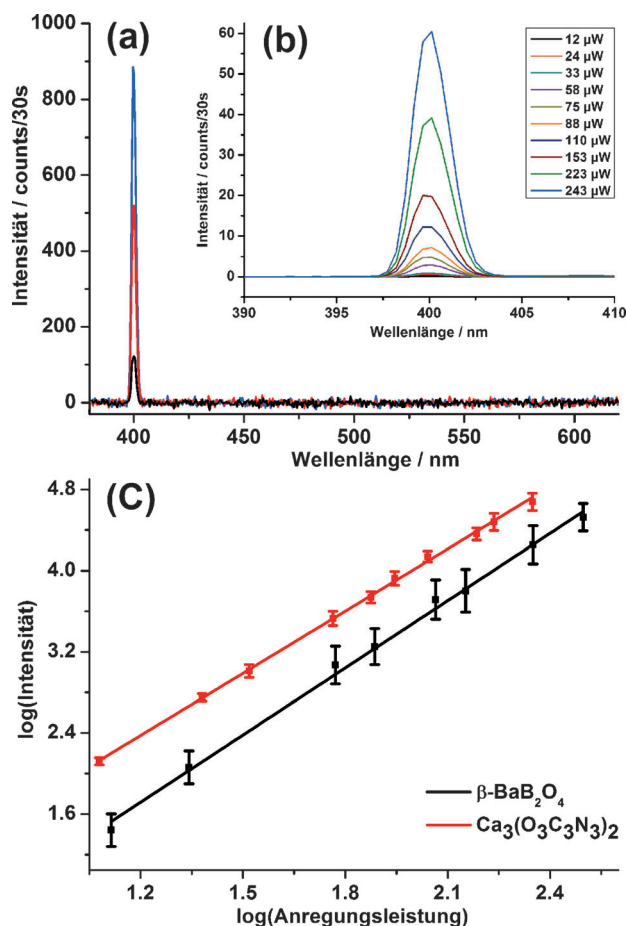 (a)
1000
800
600
400
200
0
Intensität / counts/30s
400
450
500
550
600
Wellenlänge / nm
(b)
60
50
40
30
20
10
0
Intensität / counts/30s
390
395
400
405
410
Wellenlänge / nm
12 µW
24 µW
33 µW
58 µW
75 µW
88 µW
110 µW
153 µW
223 µW
243 µW
(C)
4.8
4.0
3.2
2.4
1.6
log(Intensität)
β-BaB₂O₄
Ca₃(O₃C₃N₃)₂
1.2
1.5
1.8
2.1
2.4
log(Anregungsleistung)